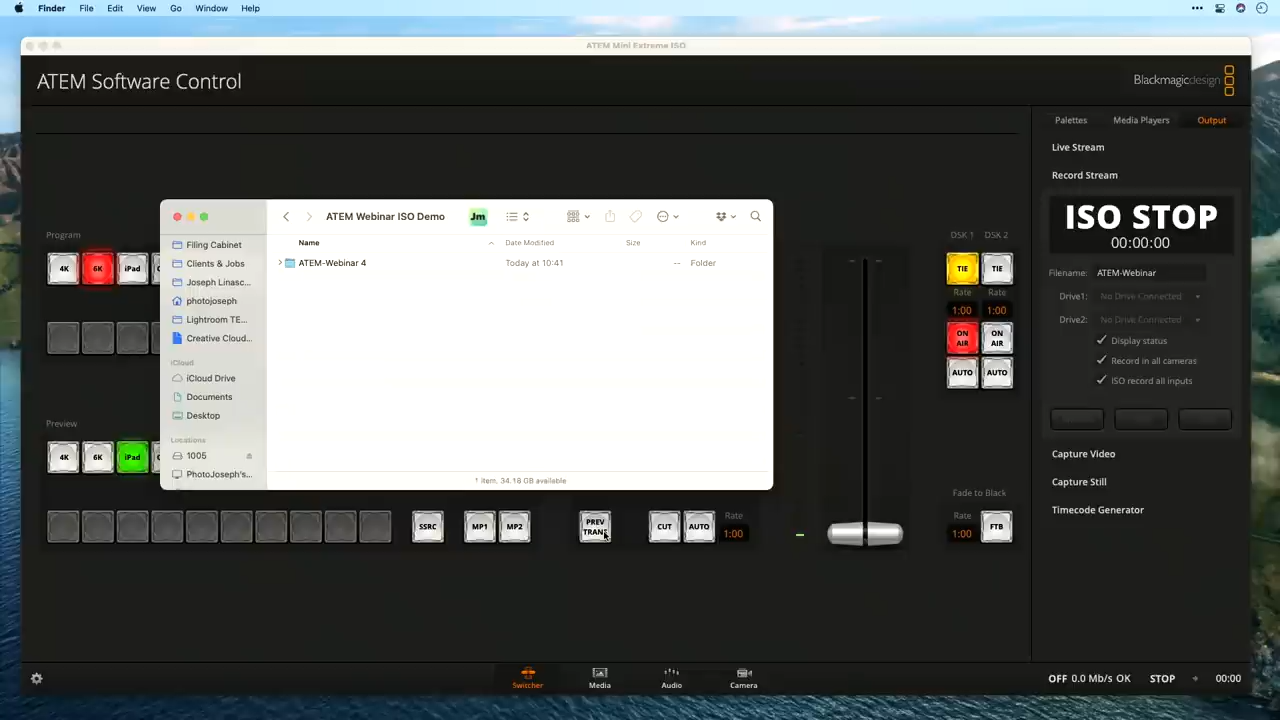 Finder File Edit View Go Window Help
ATEM Mini Extreme ISO
ATEM Software Control
Blackmagicdesign
Palettes Media Players Output
Live Stream
Record Stream
ISO STOP
00:00:00
Filename: ATEM-Webinar
Drive1: No Drive Connected
Drive2: No Drive Connected
Display status
Record in all cameras
ISO record all inputs
Capture Video
Capture Still
Timecode Generator
Program
4K 6K iPad
Preview
4K 6K iPad
ATEM Webinar ISO Demo
Jm
Name Date Modified Size Kind
ATEM-Webinar 4 Today at 10:41 -- Folder
Filing Cabinet
Clients & Jobs
Joseph Linasc...
photojoseph
Lightroom TE...
Creative Cloud...
iCloud
iCloud Drive
Documents
Desktop
Locations
1005
PhotoJoseph's...
1 item, 34.18 GB available
DSK 1 DSK 2
TIE TIE
Rate Rate
1:00 1:00
ON AIR ON AIR
AUTO AUTO
SSRC MP1 MP2
PREV TRANS
CUT AUTO
Rate
1:00
Fade to Black
Rate
1:00
FTB
Switcher Media Audio Camera
OFF 0.0 Mb/s OK STOP 00:00